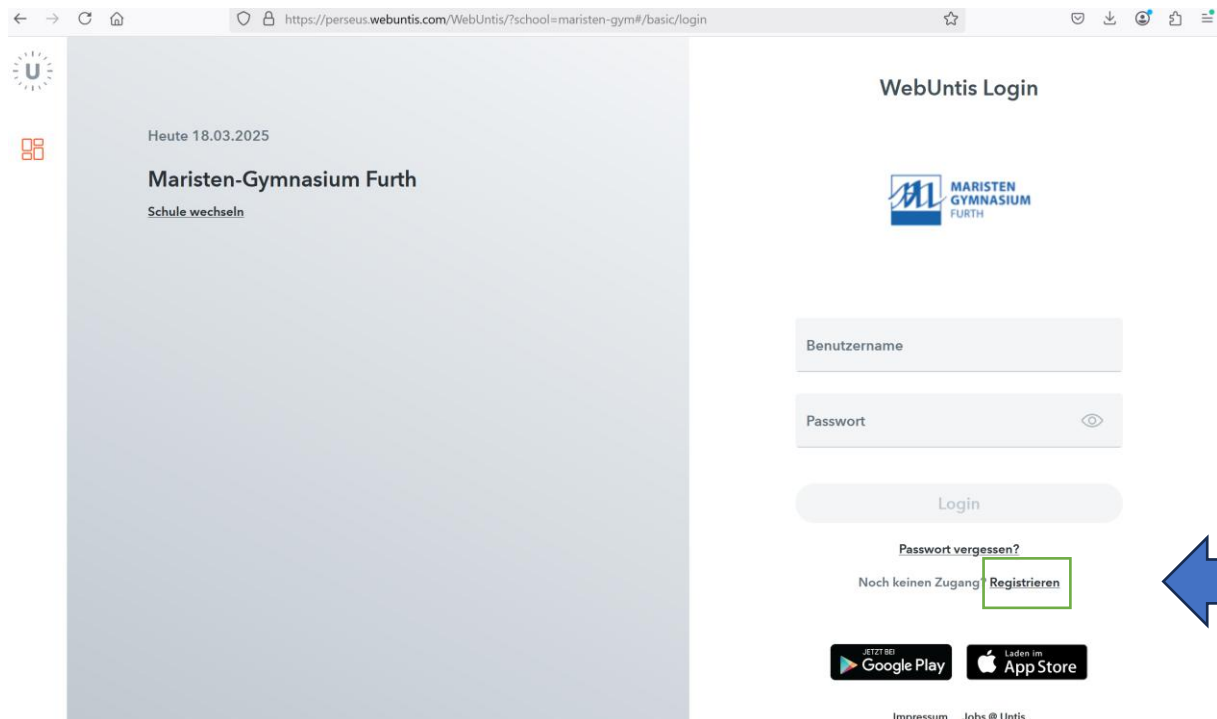 https://perseus.webuntis.com/WebUntis/?school=maristen-gym#/basic/login
U
Heute 18.03.2025
Maristen-Gymnasium Furth
Schule wechseln
WebUntis Login
MARISTEN
GYMNASIUM
FURTH
Benutzername
Passwort
Login
Passwort vergessen?
Noch keinen Zugang? Registrieren
JETZT BEI
Google Play
Laden im
App Store
Impressum Jobs @ Untis